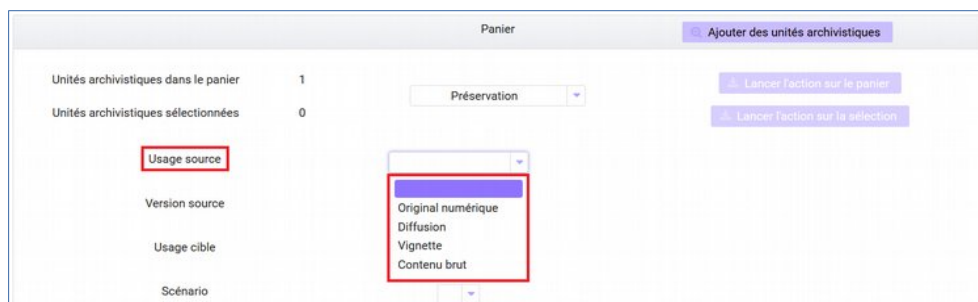 Panier
Ajouter des unités archivistiques
Unités archivistiques dans le panier 1
Préservation
Lancer l'action sur le panier
Unités archivistiques sélectionnées 0
Lancer l'action sur la sélection
Usage source
Version source
Original numérique
Diffusion
Usage cible
Vignette
Contenu brut
Scénario